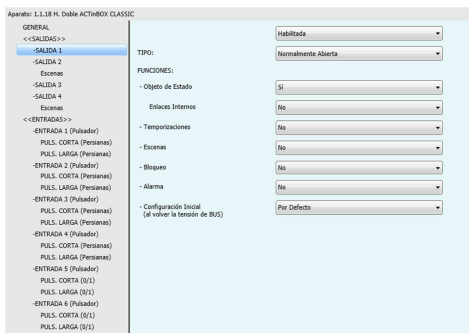 Aparato: 1.1.18 H. Doble ACTinBOX CLASSIC
GENERAL
<<SALIDAS>>
-SALIDA 1
-SALIDA 2
Escenas
-SALIDA 3
-SALIDA 4
Escenas
<<ENTRADAS>>
-ENTRADA 1 (Pulsador)
PULS. CORTA (Persianas)
PULS. LARGA (Persianas)
-ENTRADA 2 (Pulsador)
PULS. CORTA (Persianas)
PULS. LARGA (Persianas)
-ENTRADA 3 (Pulsador)
PULS. CORTA (Persianas)
PULS. LARGA (Persianas)
-ENTRADA 4 (Pulsador)
PULS. CORTA (Persianas)
PULS. LARGA (Persianas)
-ENTRADA 5 (Pulsador)
PULS. CORTA (0/1)
PULS. LARGA (0/1)
-ENTRADA 6 (Pulsador)
PULS. CORTA (0/1)
PULS. LARGA (0/1)
Habilitada
TIPO: Normalmente Abierta
FUNCIONES:
- Objeto de Estado Sí
Enlaces Internos No
- Temporizaciones No
- Escenas No
- Bloqueo No
- Alarma No
- Configuración Inicial Por Defecto
(al volver la tensión de BUS)